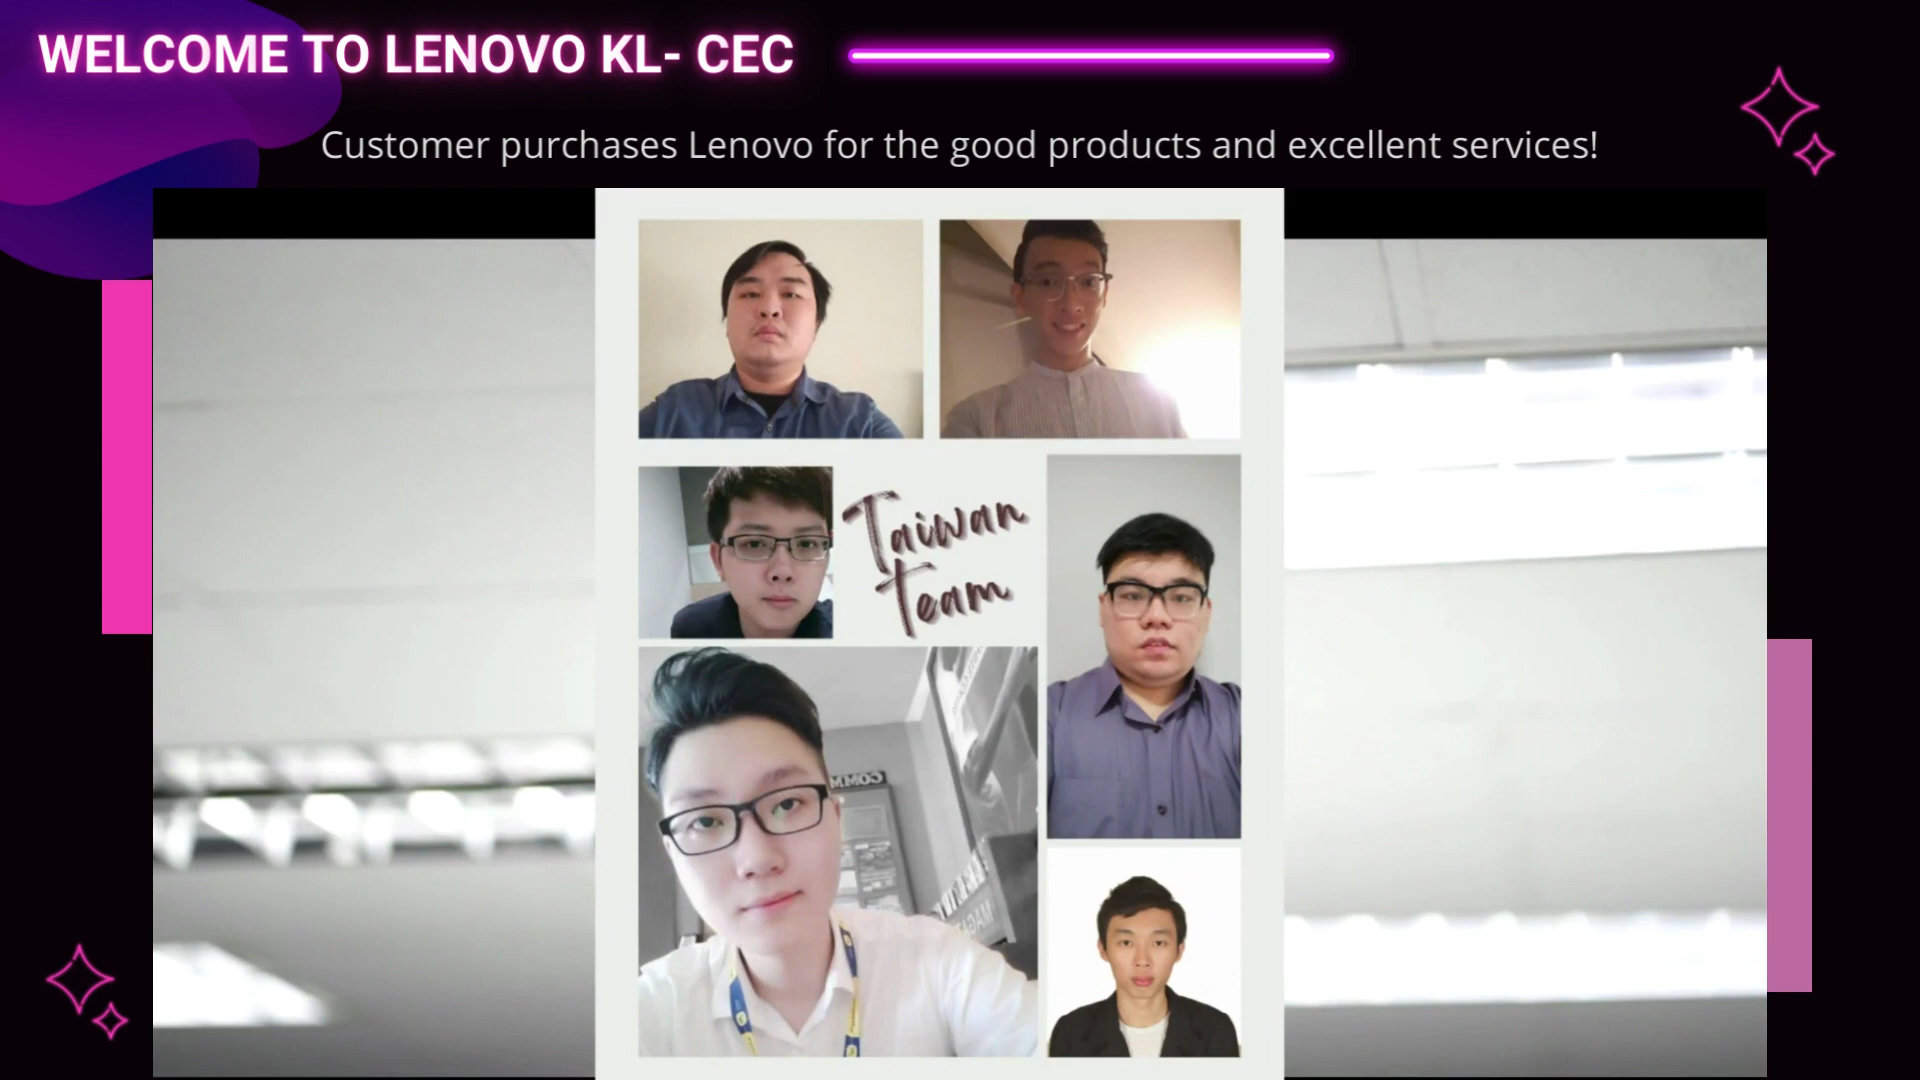 WELCOME TO LENOVO KL- CEC
Customer purchases Lenovo for the good products and excellent services!
Taiwan
Team